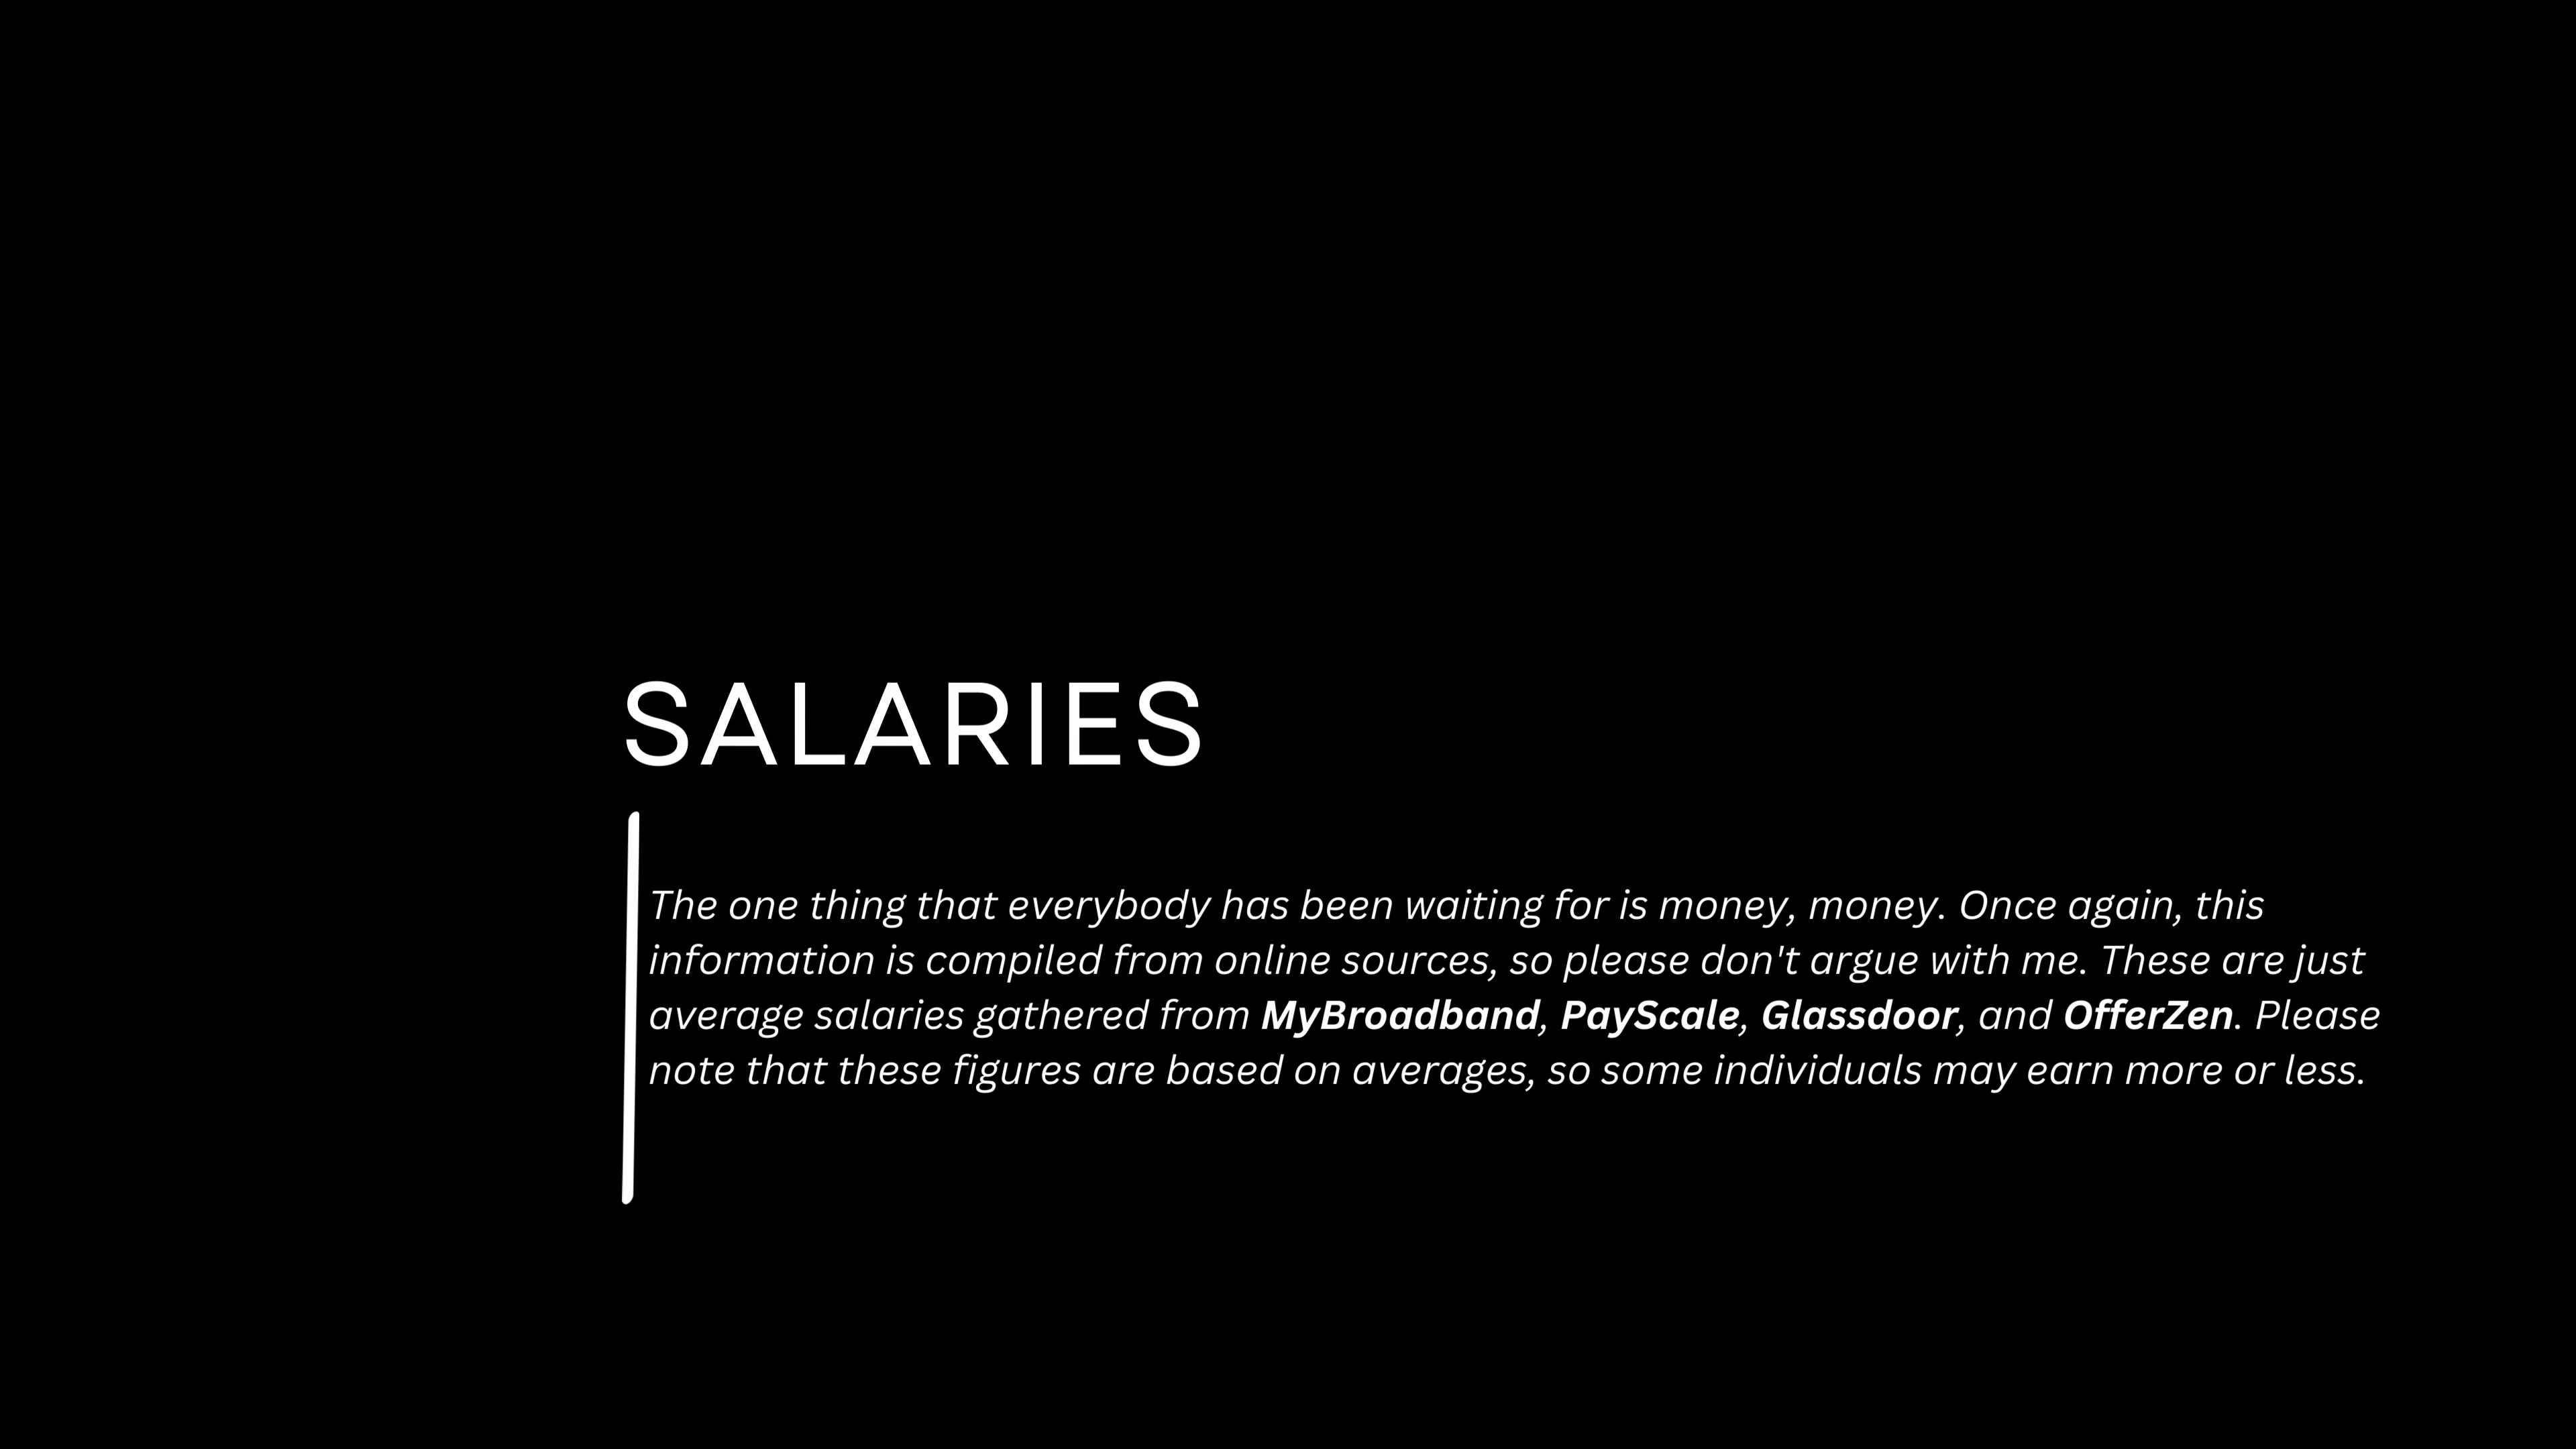 SALARIES
The one thing that everybody has been waiting for is money, money. Once again, this
information is compiled from online sources, so please don't argue with me. These are just
average salaries gathered from MyBroadband, PayScale, Glassdoor, and OfferZen. Please
note that these figures are based on averages, so some individuals may earn more or less.